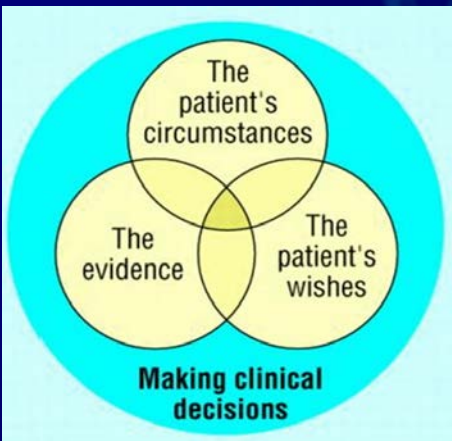 The
patient's
circumstances
The
evidence
The
patient's
wishes
Making clinical
decisions